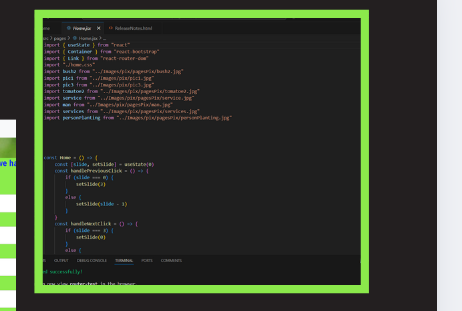 me Home.jsx × ReleaseNotes.html
src > pages > Home.jsx > ...
import { useState } from "react"
import { Container } from "react-bootstrap"
import { Link } from "react-router-dom"
import "./home.css"
import bush2 from "../Images/pix/pagesPix/bush2.jpg"
import pic1 from "../Images/pix/pic1.jpg"
import pic3 from "../Images/pix/pic3.jpg"
import tomatoe2 from "../Images/pix/pagesPix/tomatoe2.jpg"
import service from "../Images/pix/pagesPix/service.jpg"
import man from "../Images/pix/pagesPix/man.jpg"
import services from "../Images/pix/pagesPix/services.jpg"
import personPlanting from "../Images/pix/pagesPix/personPlanting.jpg"
const Home = () => {
const [slide, setSlide] = useState(0)
const handlePreviousClick = () => {
if (slide === 0) {
setSlide(2)
}
else {
setSlide(slide - 1)
}
}
const handleNextClick = () => {
if (slide === 3) {
setSlide(0)
}
else {
OUTPUT DEBUG CONSOLE TERMINAL PORTS COMMENTS
ed successfully!
n now view router-test in the browser.
ve ha